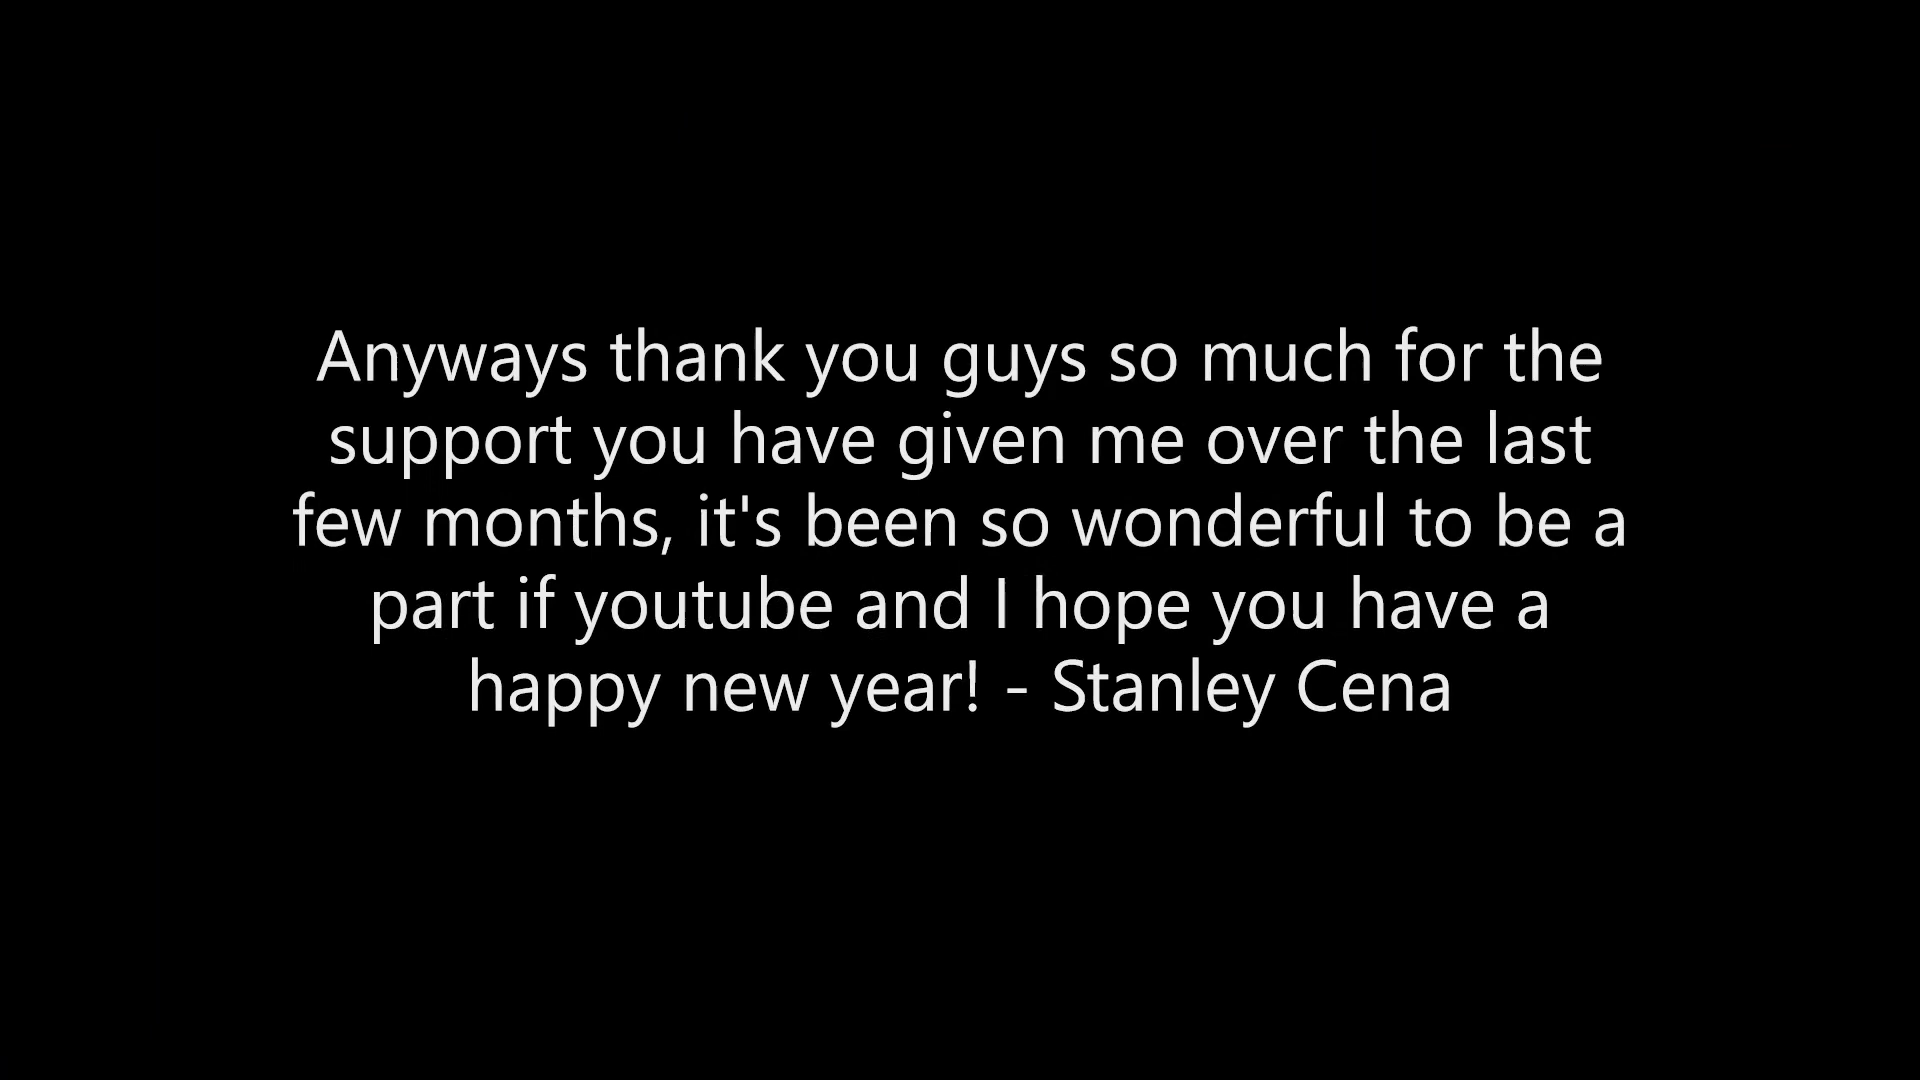 Anyways thank you guys so much for the
support you have given me over the last
few months, it's been so wonderful to be a
part if youtube and I hope you have a
happy new year! - Stanley Cena